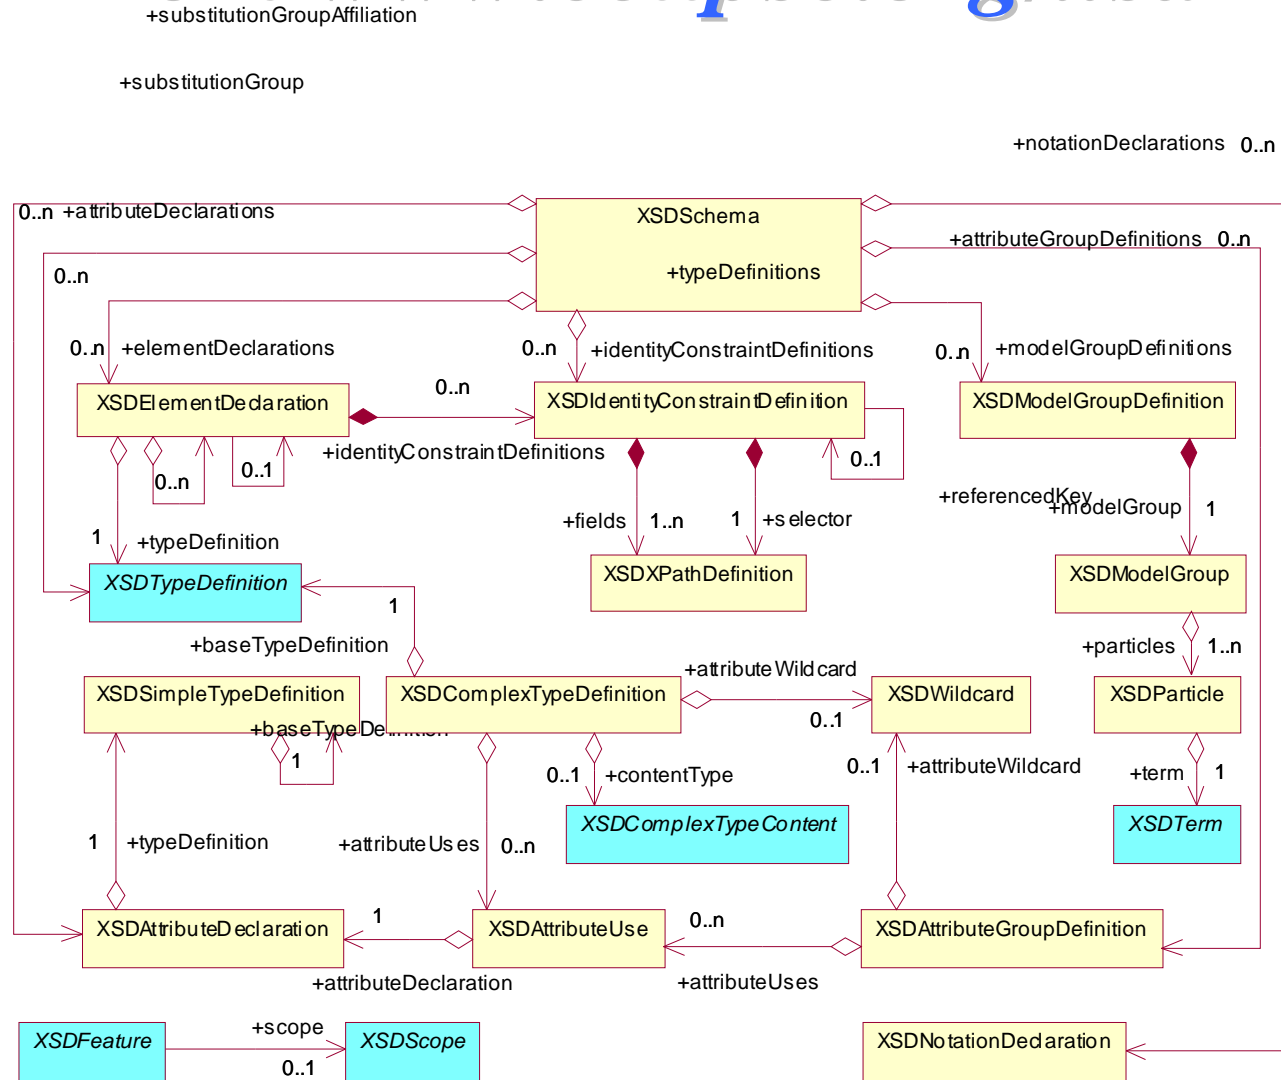 +substitutionGroupAffiliation
+substitutionGroup
+notationDeclarations 0..n
0..n +attributeDeclarations
XSDSchema
+attributeGroupDefinitions 0..n
0..n
+typeDefinitions
0..n +elementDeclarations
0..n +identityConstraintDefinitions
0..n +modelGroupDefinitions
XSDElementDeclaration
0..n
XSDIdentityConstraintDefinition
XSDModelGroupDefinition
+identityConstraintDefinitions
0..n
0..1
0..1
+referencedKey
+modelGroup 1
+fields 1..n
1 +selector
1 +typeDefinition
XSDTypeDefinition
XSDXPathDefinition
XSDModelGroup
1
+baseTypeDefinition
+particles 1..n
+attributeWildcard
XSDSimpleTypeDefinition
XSDComplexTypeDefinition
0..1
XSDWildcard
XSDParticle
+baseTypeDefinition
1
0..1 +contentType
0..1 +attributeWildcard
+term 1
XSDComplexTypeContent
XSDTerm
1 +typeDefinition
+attributeUses 0..n
XSDAttributeDeclaration
1
XSDAttributeUse
0..n
XSDAttributeGroupDefinition
+attributeDeclaration
+attributeUses
XSDFeature
+scope
0..1
XSDScope
XSDNotationDeclaration